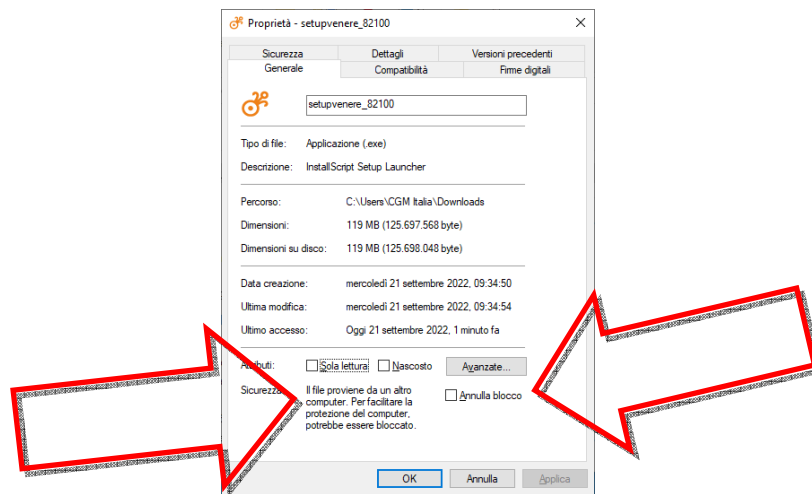 Proprietà - setupvenere_82100
Sicurezza Dettagli Versioni precedenti
Generale Compatibilità Firme digitali
setupvenere_82100
Tipo di file: Applicazione (.exe)
Descrizione: InstallScript Setup Launcher
Percorso: C:\Users\CGM Italia\Downloads
Dimensioni: 119 MB (125.697.568 byte)
Dimensioni su disco: 119 MB (125.698.048 byte)
Data creazione: mercoledì 21 settembre 2022, 09:34:50
Ultima modifica: mercoledì 21 settembre 2022, 09:34:54
Ultimo accesso: Oggi 21 settembre 2022, 1 minuto fa
Attributi: Sola lettura Nascosto Avanzate...
Sicurezza: Il file proviene da un altro
computer. Per facilitare la
protezione del computer,
potrebbe essere bloccato.
Annulla blocco
OK Annulla Applica